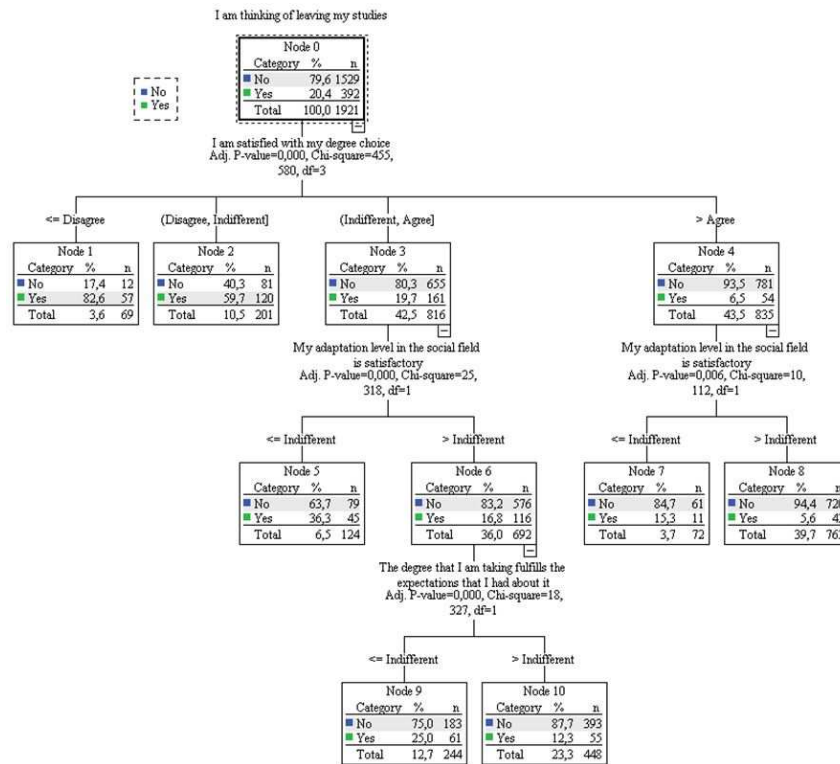 I am thinking of leaving my studies
Node 0
Category % n
No 79,6 1529
Yes 20,4 392
Total 100,0 1921
No
Yes
I am satisfied with my degree choice
Adj. P-value=0,000, Chi-square=455,
580, df=3
<= Disagree
(Disagree, Indifferent]
(Indifferent, Agree]
> Agree
Node 1
Category % n
No 17,4 12
Yes 82,6 57
Total 3,6 69
Node 2
Category % n
No 40,3 81
Yes 59,7 120
Total 10,5 201
Node 3
Category % n
No 80,3 655
Yes 19,7 161
Total 42,5 816
Node 4
Category % n
No 93,5 781
Yes 6,5 54
Total 43,5 835
My adaptation level in the social field
is satisfactory
Adj. P-value=0,000, Chi-square=25,
318, df=1
My adaptation level in the social field
is satisfactory
Adj. P-value=0,006, Chi-square=10,
112, df=1
<= Indifferent
> Indifferent
<= Indifferent
> Indifferent
Node 5
Category % n
No 63,7 79
Yes 36,3 45
Total 6,5 124
Node 6
Category % n
No 83,2 576
Yes 16,8 116
Total 36,0 692
Node 7
Category % n
No 84,7 61
Yes 15,3 11
Total 3,7 72
Node 8
Category % n
No 94,4
Yes 5,6
Total 39,7
The degree that I am taking fulfills the
expectations that I had about it
Adj. P-value=0,000, Chi-square=18,
327, df=1
<= Indifferent
> Indifferent
Node 9
Category % n
No 75,0 183
Yes 25,0 61
Total 12,7 244
Node 10
Category % n
No 87,7 393
Yes 12,3 55
Total 23,3 448